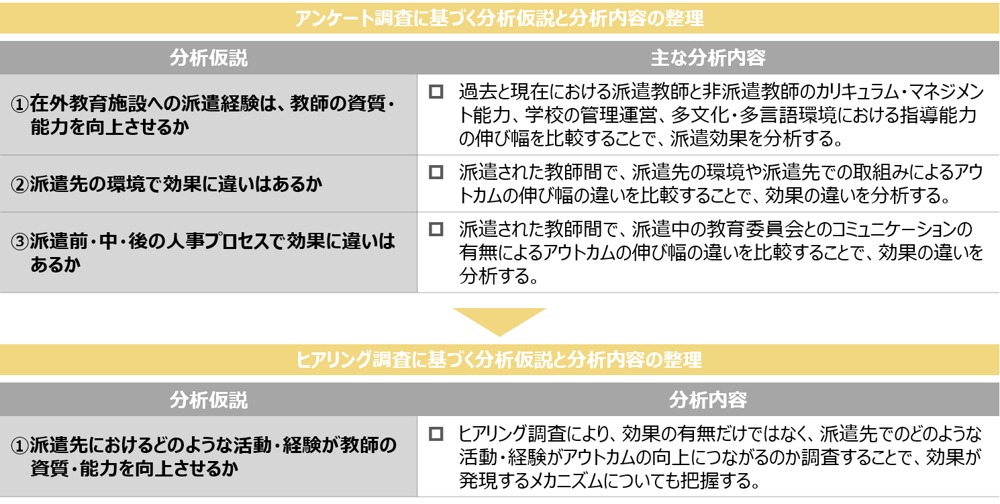 アンケート調査に基づく分析仮説と分析内容の整理
分析仮説
主な分析内容
①在外教育施設への派遣経験は、教師の資質・
能力を向上させるか
過去と現在における派遣教師と非派遣教師のカリキュラム・マネジメン
ト能力、学校の管理運営、多文化・多言語環境における指導能力
の伸び幅を比較することで、派遣効果を分析する。
②派遣先の環境で効果に違いはあるか
派遣された教師間で、派遣先の環境や派遣先での取組みによるアウ
トカムの伸び幅の違いを比較することで、効果の違いを分析する。
③派遣前・中・後の人事プロセスで効果に違いは
あるか
派遣された教師間で、派遣中の教育委員会とのコミュニケーションの
有無によるアウトカムの伸び幅の違いを比較することで、効果の違いを
分析する。
ヒアリング調査に基づく分析仮説と分析内容の整理
分析仮説
分析内容
①派遣先におけるどのような活動・経験が教師の
資質・能力を向上させるか
ヒアリング調査により、効果の有無だけではなく、派遣先でのどのような
活動・経験がアウトカムの向上につながるのか調査することで、効果が
発現するメカニズムについても把握する。